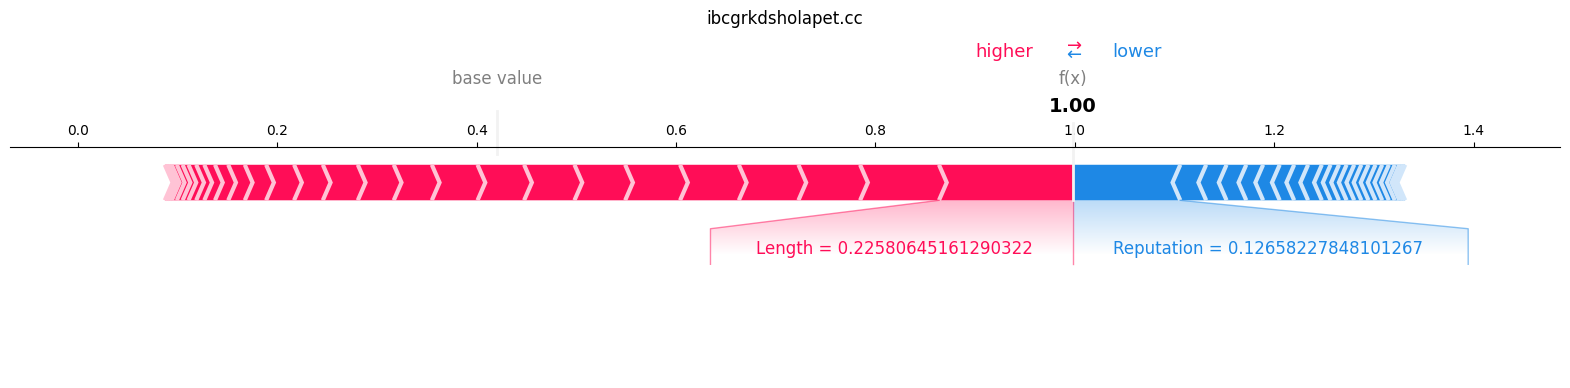 ibcgrkdsholapet.cc
higher ⇄ lower
base value f(x)
1.00
0.0 0.2 0.4 0.6 0.8 1.0 1.2 1.4
Length = 0.22580645161290322 Reputation = 0.12658227848101267